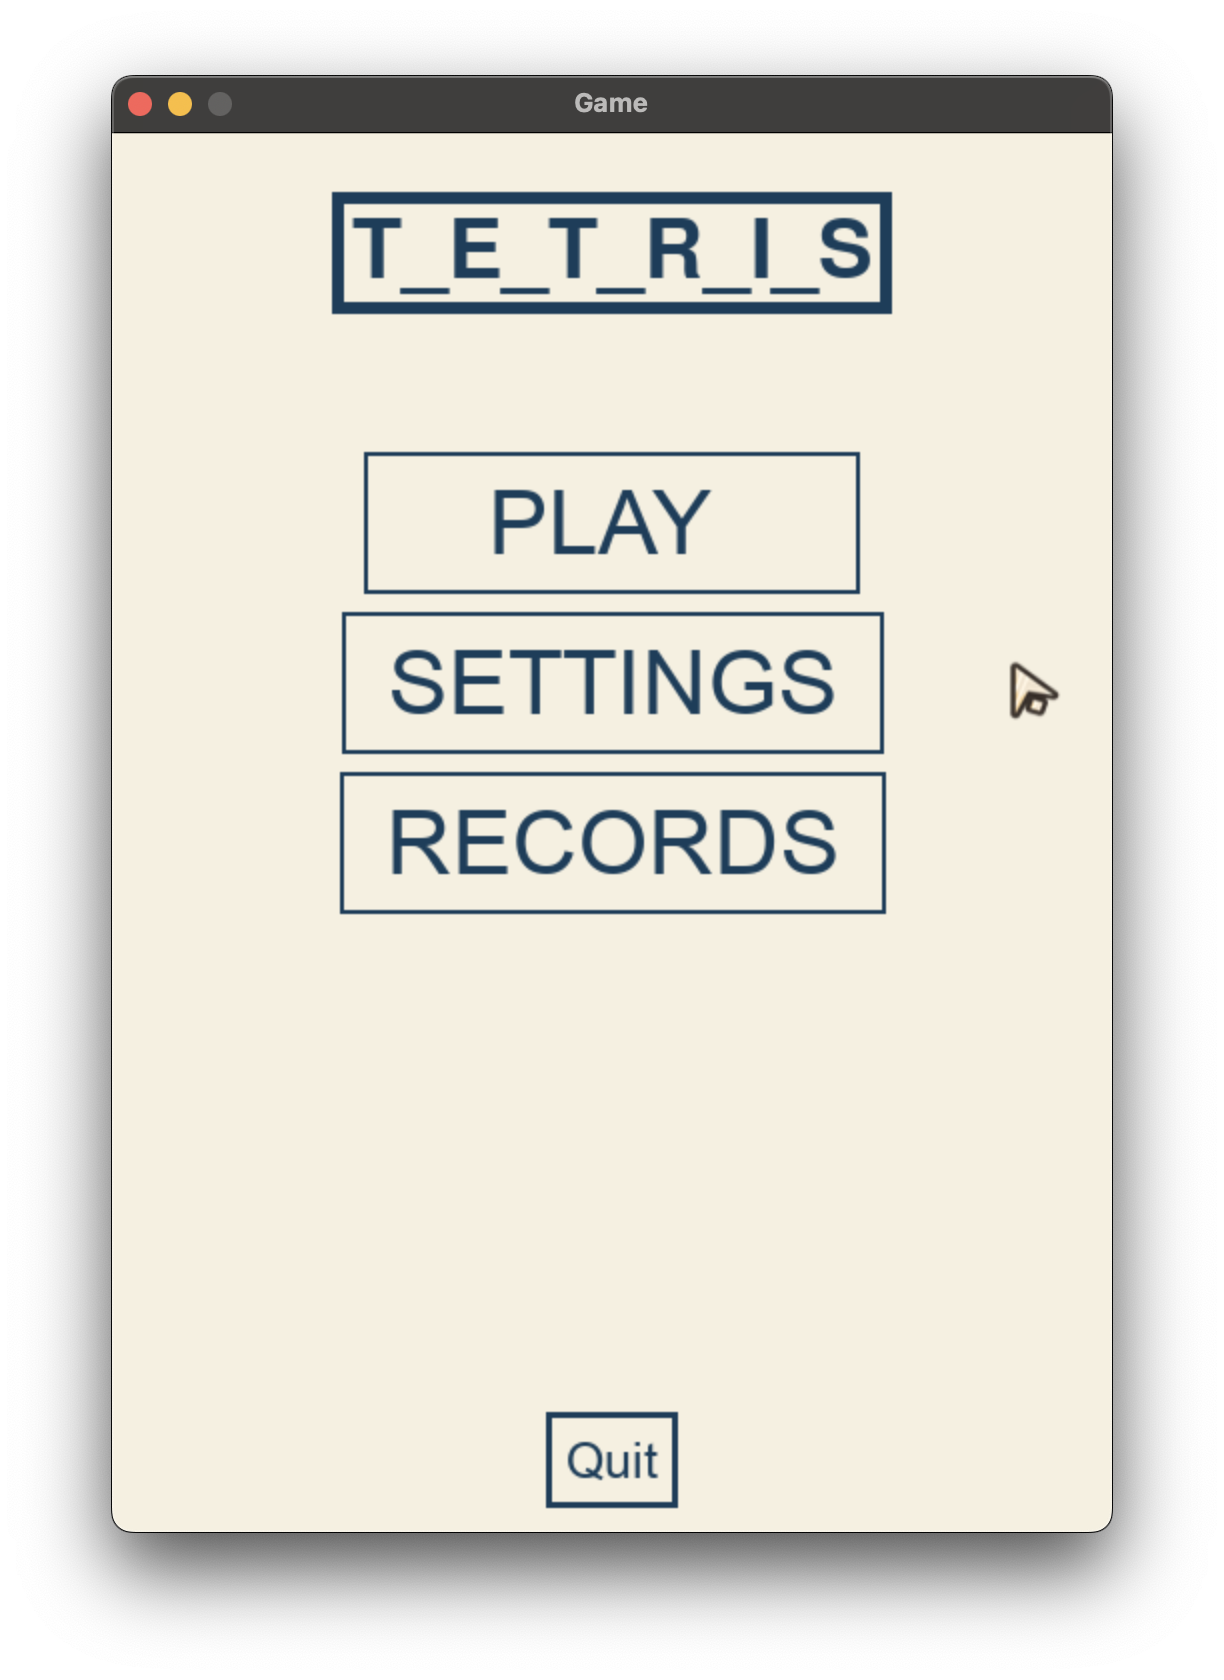 Game
T_E_T_R_I_S
PLAY
SETTINGS
RECORDS
Quit